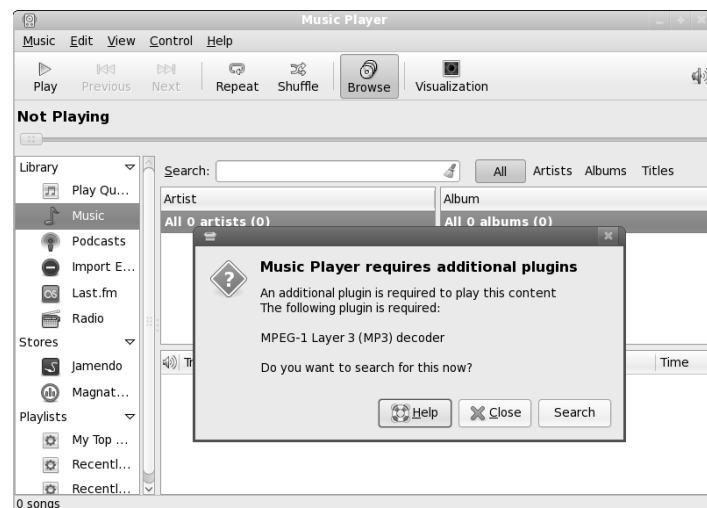 Music Player
Music Edit View Control Help
Play Previous Next Repeat Shuffle Browse Visualization
Not Playing
Library
Play Qu...
Music
Podcasts
Import E...
Last.fm
Radio
Stores
Jamendo
Magnat...
Playlists
My Top ...
Recentl...
Recentl...
0 songs
Search:
All Artists Albums Titles
Artist Album
All 0 artists (0) All 0 albums (0)
Tr Time
Music Player requires additional plugins
An additional plugin is required to play this content
The following plugin is required:
MPEG-1 Layer 3 (MP3) decoder
Do you want to search for this now?
Help Close Search